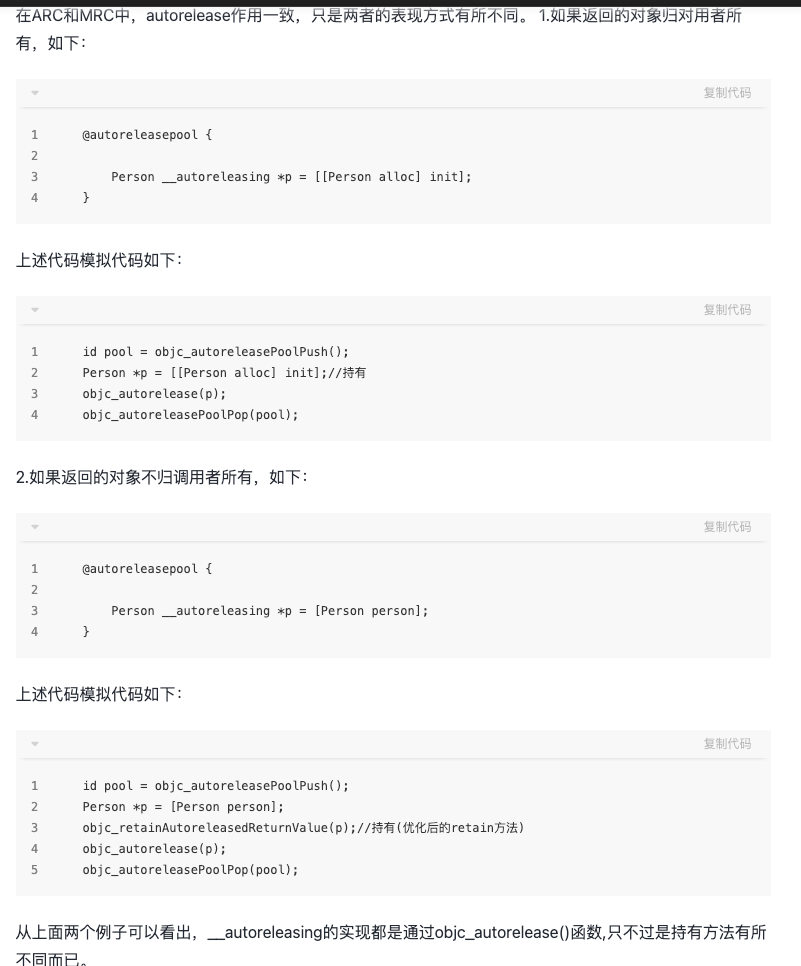 在ARC和MRC中，autorelease作用一致，只是两者的表现方式有所不同。 1.如果返回的对象归对用者所
有，如下：
复制代码
1 @autoreleasepool {
2
3 Person __autoreleasing *p = [[Person alloc] init];
4 }
上述代码模拟代码如下：
复制代码
1 id pool = objc_autoreleasePoolPush();
2 Person *p = [[Person alloc] init];//持有
3 objc_autorelease(p);
4 objc_autoreleasePoolPop(pool);
2.如果返回的对象不归调用者所有，如下：
复制代码
1 @autoreleasepool {
2
3 Person __autoreleasing *p = [Person person];
4 }
上述代码模拟代码如下：
复制代码
1 id pool = objc_autoreleasePoolPush();
2 Person *p = [Person person];
3 objc_retainAutoreleasedReturnValue(p);//持有(优化后的retain方法)
4 objc_autorelease(p);
5 objc_autoreleasePoolPop(pool);
从上面两个例子可以看出，__autoreleasing的实现都是通过objc_autorelease()函数,只不过是持有方法有所
不同而已。